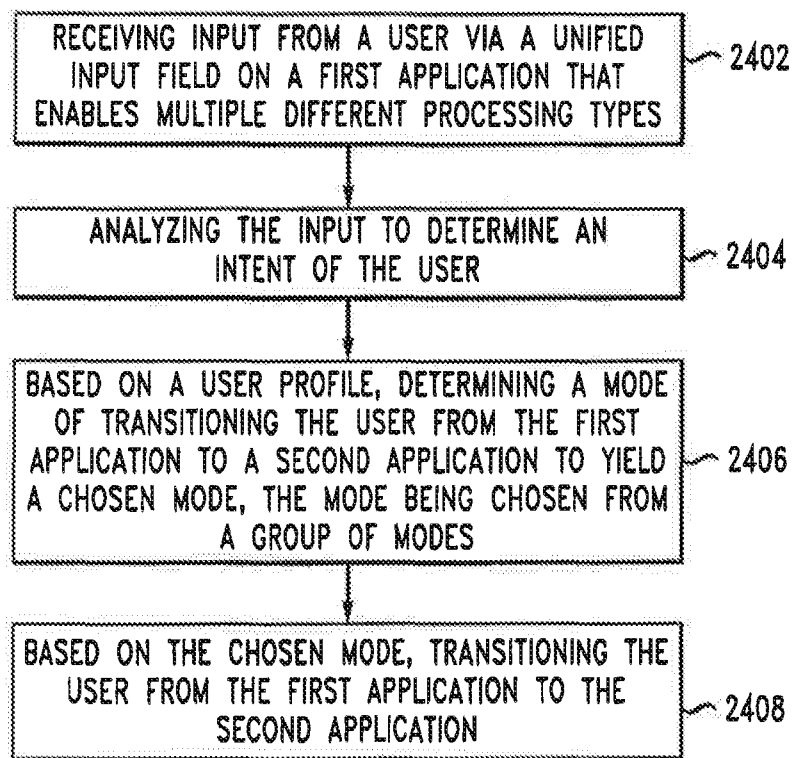 RECEIVING INPUT FROM A USER VIA A UNIFIED
INPUT FIELD ON A FIRST APPLICATION THAT
ENABLES MULTIPLE DIFFERENT PROCESSING TYPES
2402
ANALYZING THE INPUT TO DETERMINE AN
INTENT OF THE USER
2404
BASED ON A USER PROFILE, DETERMINING A MODE
OF TRANSITIONING THE USER FROM THE FIRST
APPLICATION TO A SECOND APPLICATION TO YIELD
A CHOSEN MODE, THE MODE BEING CHOSEN FROM
A GROUP OF MODES
2406
BASED ON THE CHOSEN MODE, TRANSITIONING THE
USER FROM THE FIRST APPLICATION TO THE
SECOND APPLICATION
2408